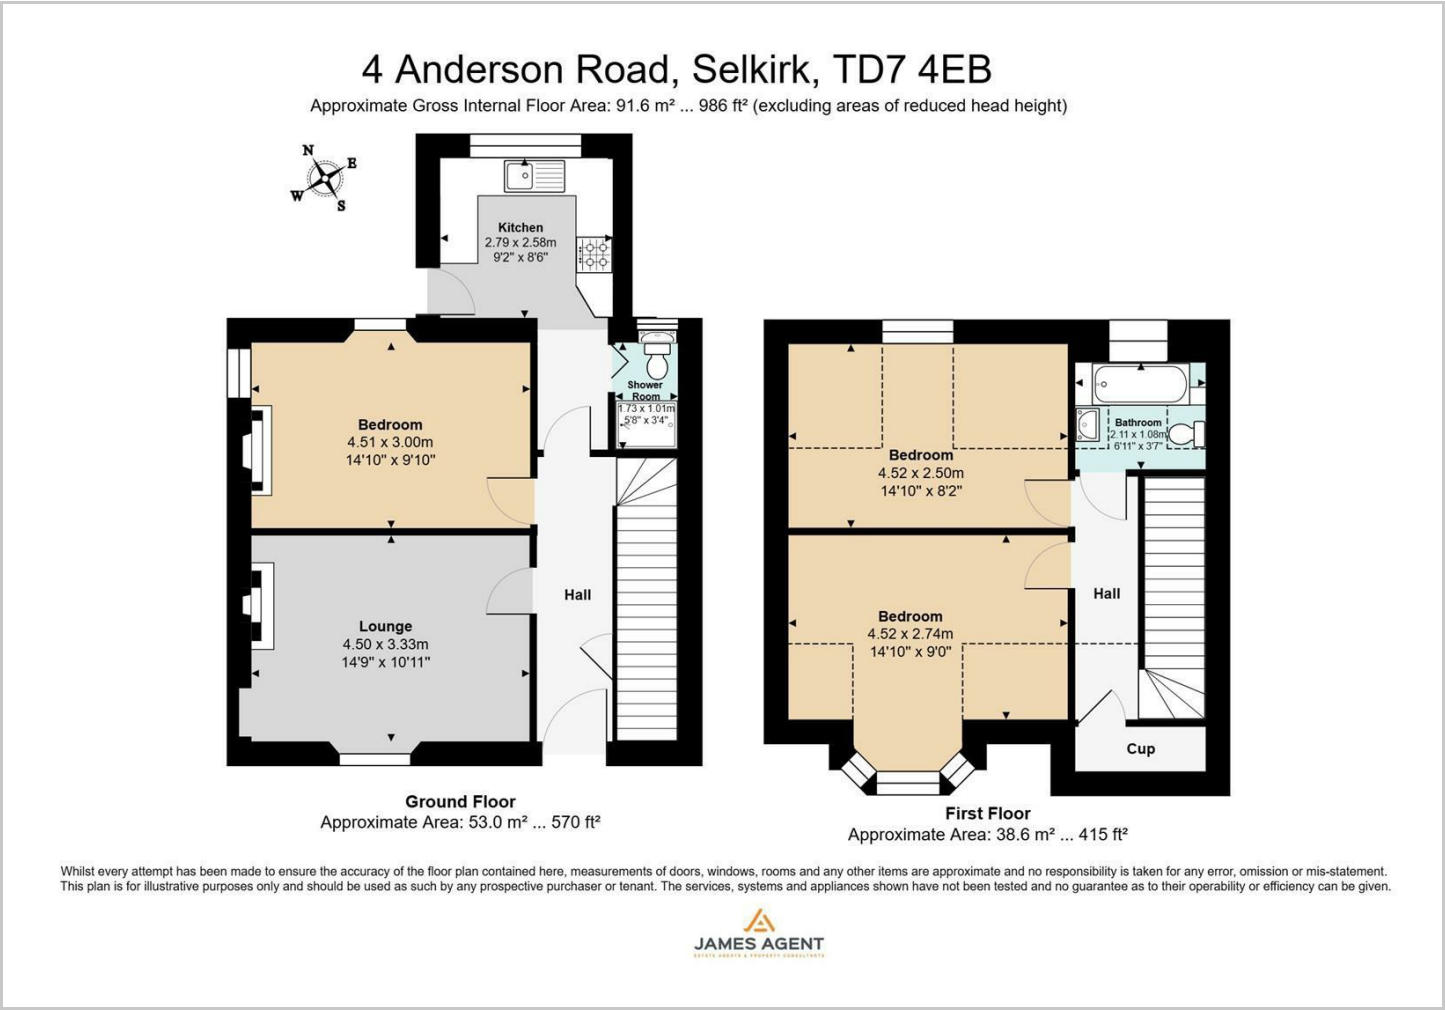 4 Anderson Road, Selkirk, TD7 4EB
Approximate Gross Internal Floor Area: 91.6 m² ... 986 ft² (excluding areas of reduced head height)
N
E
W
S
Kitchen
2.79 x 2.58m
9'2" x 8'6"
Shower
Room
1.73 x 1.01m
5'8" x 3'4"
Bedroom
4.51 x 3.00m
14'10" x 9'10"
Lounge
4.50 x 3.33m
14'9" x 10'11"
Hall
Ground Floor
Approximate Area: 53.0 m² ... 570 ft²
Bathroom
2.11 x 1.08m
6'11" x 3'7"
Bedroom
4.52 x 2.50m
14'10" x 8'2"
Bedroom
4.52 x 2.74m
14'10" x 9'0"
Hall
Cup
First Floor
Approximate Area: 38.6 m² ... 415 ft²
Whilst every attempt has been made to ensure the accuracy of the floor plan contained here, measurements of doors, windows, rooms and any other items are approximate and no responsibility is taken for any error, omission or mis-statement.
This plan is for illustrative purposes only and should be used as such by any prospective purchaser or tenant. The services, systems and appliances shown have not been tested and no guarantee as to their operability or efficiency can be given.
JAMES AGENT
ESTATE AGENTS & PROPERTY CONSULTANTS